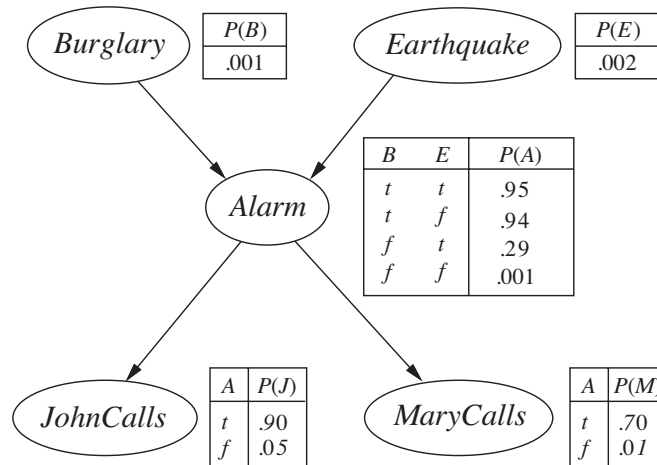 Burglary
P(B)
.001
Earthquake
P(E)
.002
Alarm
B E P(A)
t t .95
t f .94
f t .29
f f .001
JohnCalls
A P(J)
t .90
f .05
MaryCalls
A P(M)
t .70
f .01